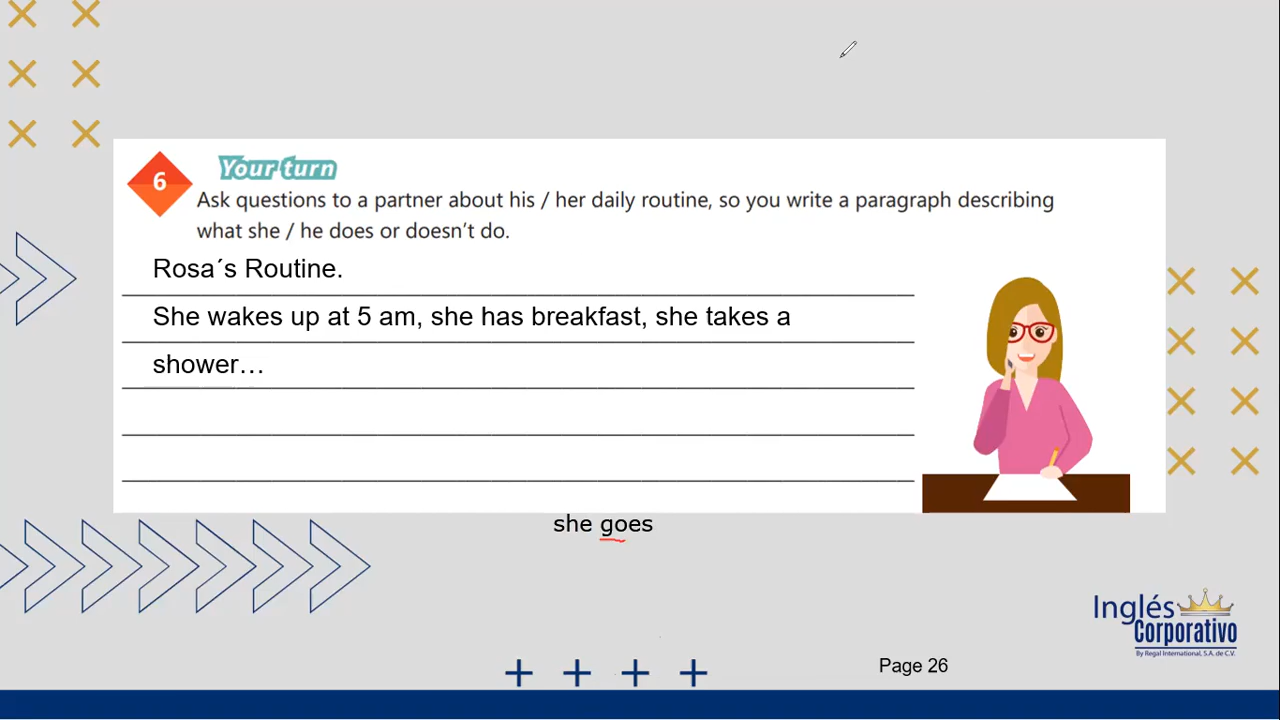 6
Your turn
Ask questions to a partner about his / her daily routine, so you write a paragraph describing
what she / he does or doesn't do.
Rosa´s Routine.
She wakes up at 5 am, she has breakfast, she takes a
shower…
she goes
Inglés
Corporativo
By Regal International, S.A. de C.V.
Page 26